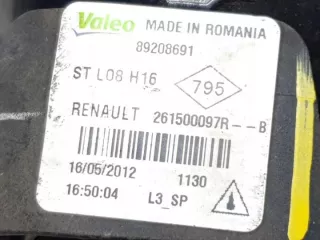 Valeo MADE IN ROMANIA
89208691
ST L08 H16 795
RENAULT 261500097R--B
16/05/2012 1130
16:50:04 L3_SP